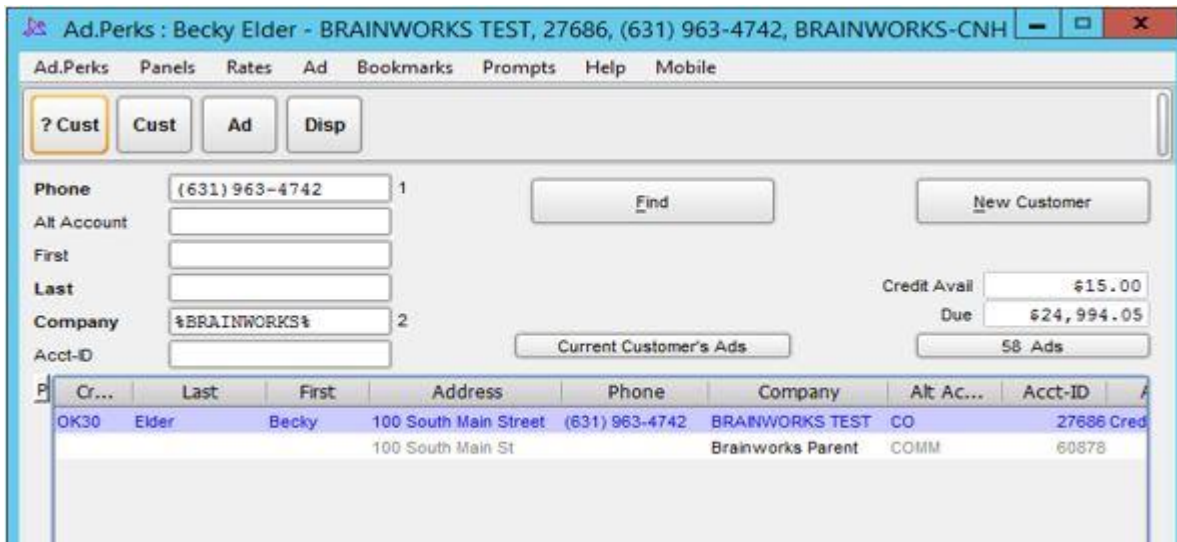 Ad.Perks : Becky Elder - BRAINWORKS TEST, 27686, (631) 963-4742, BRAINWORKS-CNH
Ad.Perks Panels Rates Ad Bookmarks Prompts Help Mobile
? Cust Cust Ad Disp
Phone (631) 963-4742 1 Find New Customer
Alt Account
First
Last Credit Avail $15.00
Company %BRAINWORKS% 2 Due $24,994.05
Acct-ID Current Customer's Ads 58 Ads
P Cr... Last First Address Phone Company Alt Ac... Acct-ID A
OK30 Elder Becky 100 South Main Street (631) 963-4742 BRAINWORKS TEST CO 27686 Cred
100 South Main St Brainworks Parent COMM 60878